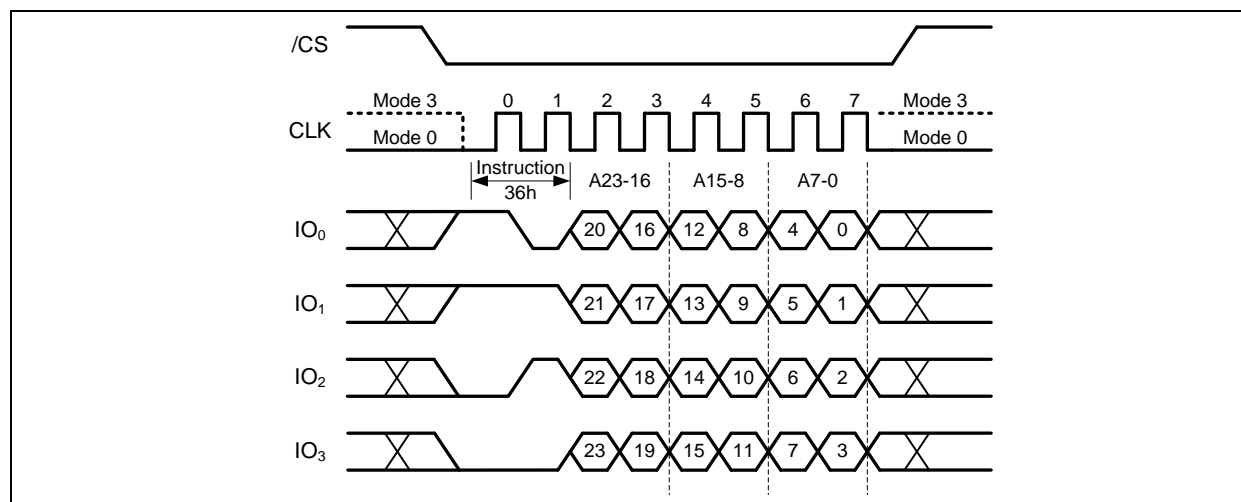 /CS
Mode 3 0 1 2 3 4 5 6 7 Mode 3
CLK
Mode 0 Mode 0
Instruction A23-16 A15-8 A7-0
36h
IO₀ 20 16 12 8 4 0
IO₁ 21 17 13 9 5 1
IO₂ 22 18 14 10 6 2
IO₃ 23 19 15 11 7 3